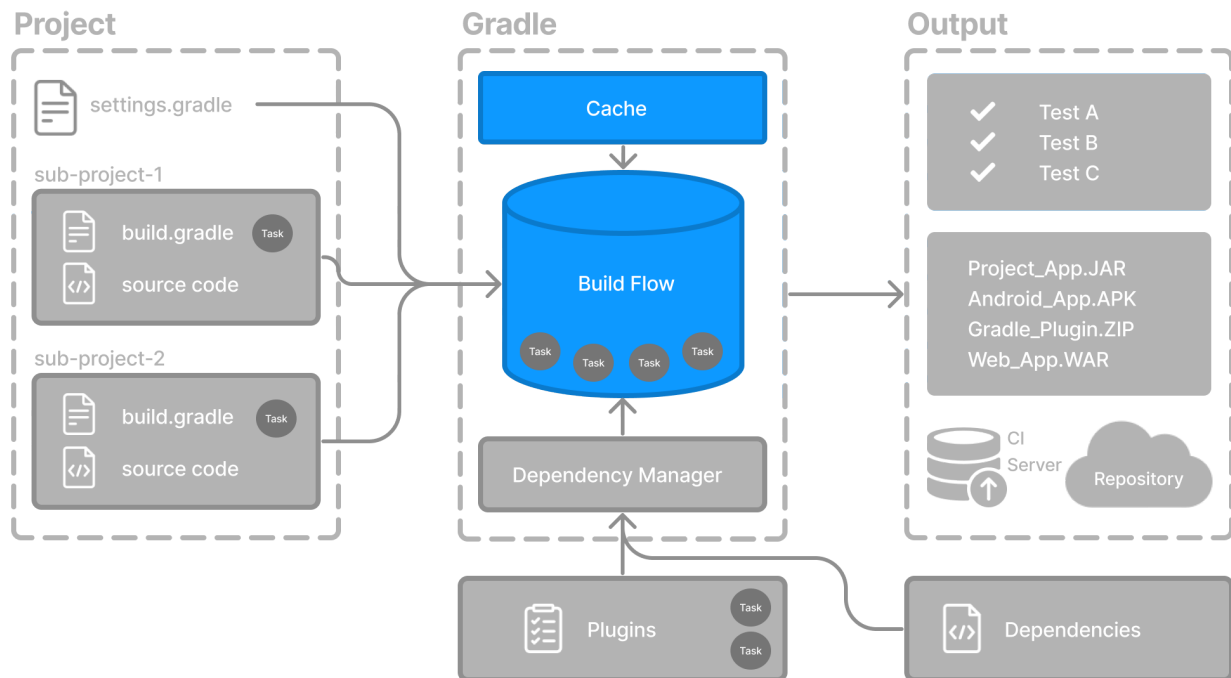 Project
settings.gradle
sub-project-1
build.gradle
Task
source code
sub-project-2
build.gradle
Task
source code
Gradle
Cache
Build Flow
Task
Task
Task
Task
Dependency Manager
Plugins
Task
Task
Output
Test A
Test B
Test C
Project_App.JAR
Android_App.APK
Gradle_Plugin.ZIP
Web_App.WAR
CI
Server
Repository
Dependencies